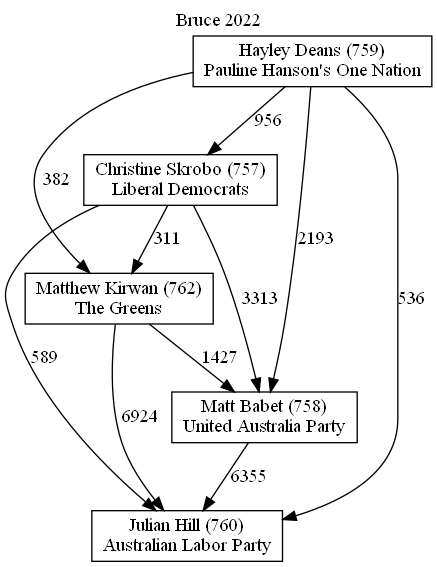 Bruce 2022
Hayley Deans (759)
Pauline Hanson's One Nation
956
Christine Skrobo (757)
Liberal Democrats
382
311
2193
Matthew Kirwan (762)
The Greens
3313
536
589
1427
Matt Babet (758)
United Australia Party
6924
6355
Julian Hill (760)
Australian Labor Party